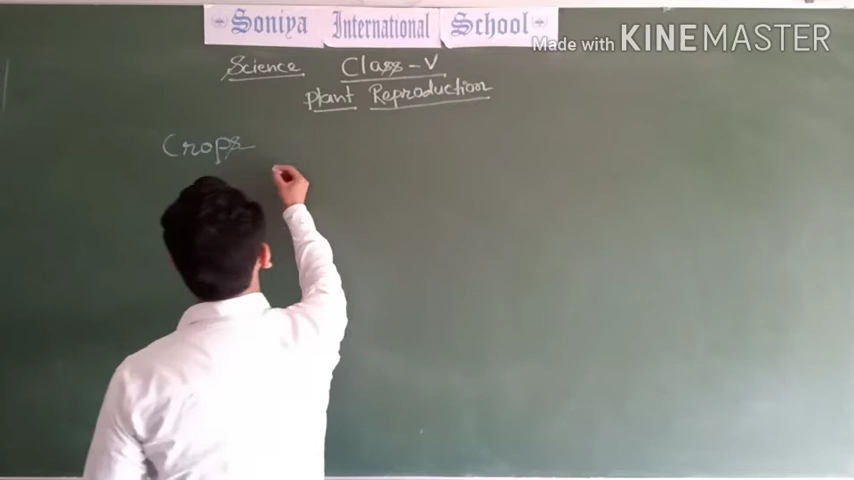 Soniya International School
Made with KINEMASTER
Science Class-V
Plant Reproduction
Crops